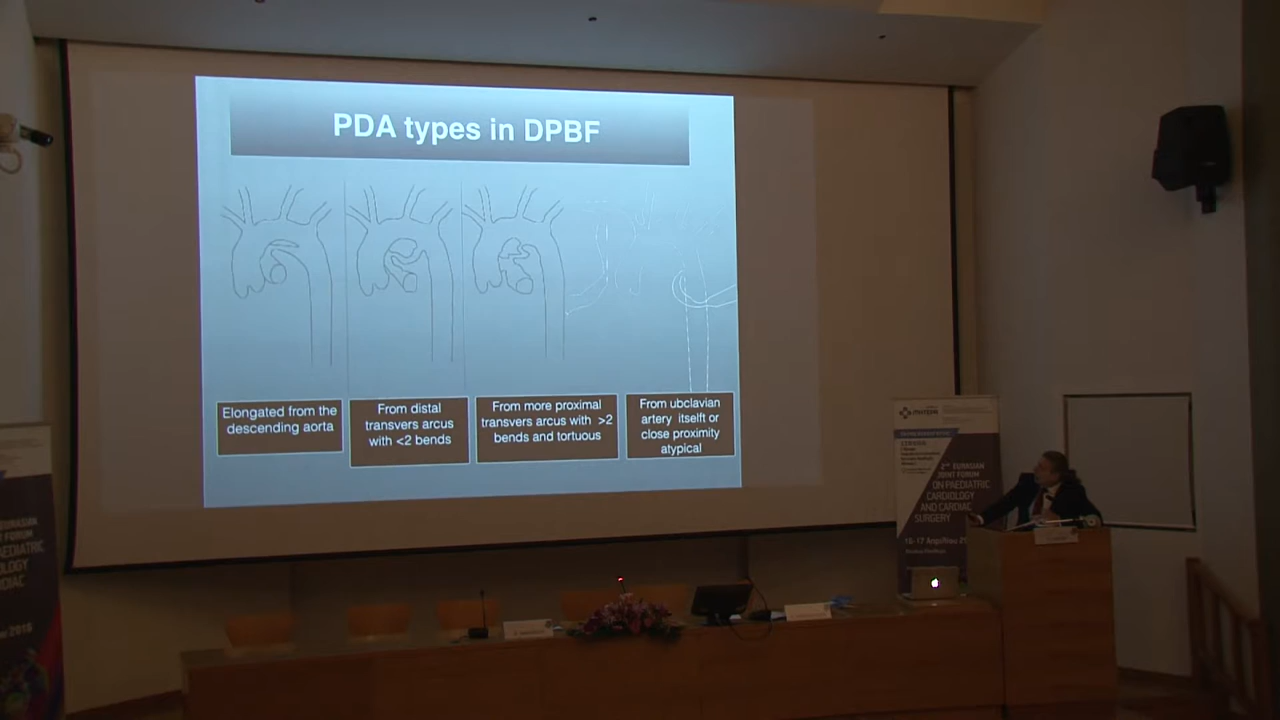 PDA types in DPBF
Elongated from the
descending aorta
From distal
transvers arcus
with <2 bends
From more proximal
transvers arcus with >2
bends and tortuous
From ubclavian
artery itselft or
close proximity
atypical
2ND EURASIAN
JOINT FORUM
ON PAEDIATRIC
CARDIOLOGY
AND CARDIAC
SURGERY
EURASIAN
FORUM